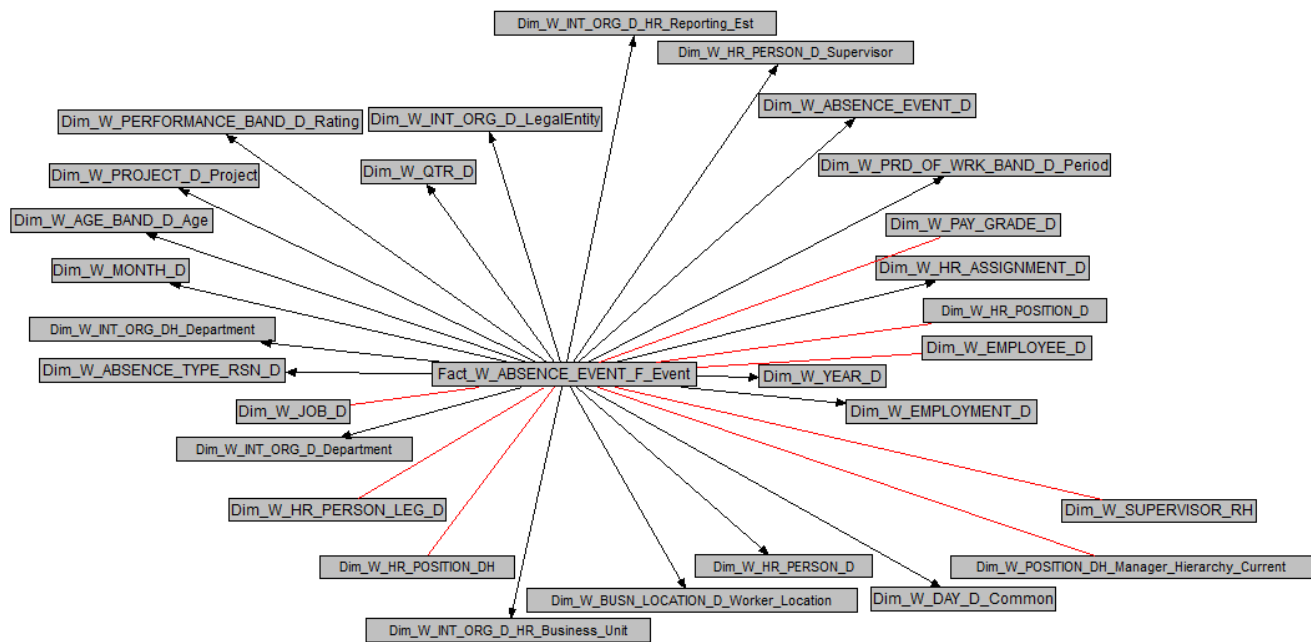 Dim_W_INT_ORG_D_HR_Reporting_Est
Dim_W_HR_PERSON_D_Supervisor
Dim_W_ABSENCE_EVENT_D
Dim_W_PERFORMANCE_BAND_D_Rating
Dim_W_INT_ORG_D_LegalEntity
Dim_W_PRD_OF_WRK_BAND_D_Period
Dim_W_PROJECT_D_Project
Dim_W_QTR_D
Dim_W_AGE_BAND_D_Age
Dim_W_PAY_GRADE_D
Dim_W_MONTH_D
Dim_W_HR_ASSIGNMENT_D
Dim_W_HR_POSITION_D
Dim_W_INT_ORG_DH_Department
Dim_W_EMPLOYEE_D
Dim_W_ABSENCE_TYPE_RSN_D
Fact_W_ABSENCE_EVENT_F_Event
Dim_W_YEAR_D
Dim_W_JOB_D
Dim_W_EMPLOYMENT_D
Dim_W_INT_ORG_D_Department
Dim_W_HR_PERSON_LEG_D
Dim_W_SUPERVISOR_RH
Dim_W_HR_POSITION_DH
Dim_W_HR_PERSON_D
Dim_W_POSITION_DH_Manager_Hierarchy_Current
Dim_W_BUSN_LOCATION_D_Worker_Location
Dim_W_DAY_D_Common
Dim_W_INT_ORG_D_HR_Business_Unit